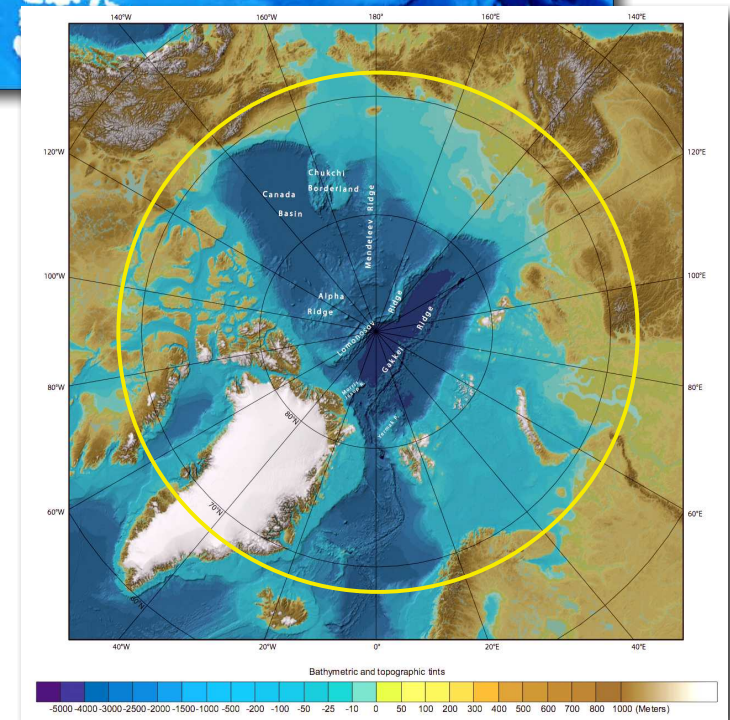 140°W
160°W
180°
160°E
140°E
120°W
120°E
Chukchi
Borderland
Canada
Basin
Mendeleev Ridge
100°W
100°E
Alpha
Ridge
Lomonosov Ridge
Gakkel Ridge
80°W
80°E
Morris
80°N
Yermak P.
60°W
60°E
70°N
60°N
40°W
20°W
0°
20°E
40°E
Bathymetric and topographic tints
-5000 -4000 -3000 -2500 -2000 -1500 -1000 -500 -200 -100 -50 -25 -10 0 50 100 200 300 400 500 600 700 800 1000 (Meters)